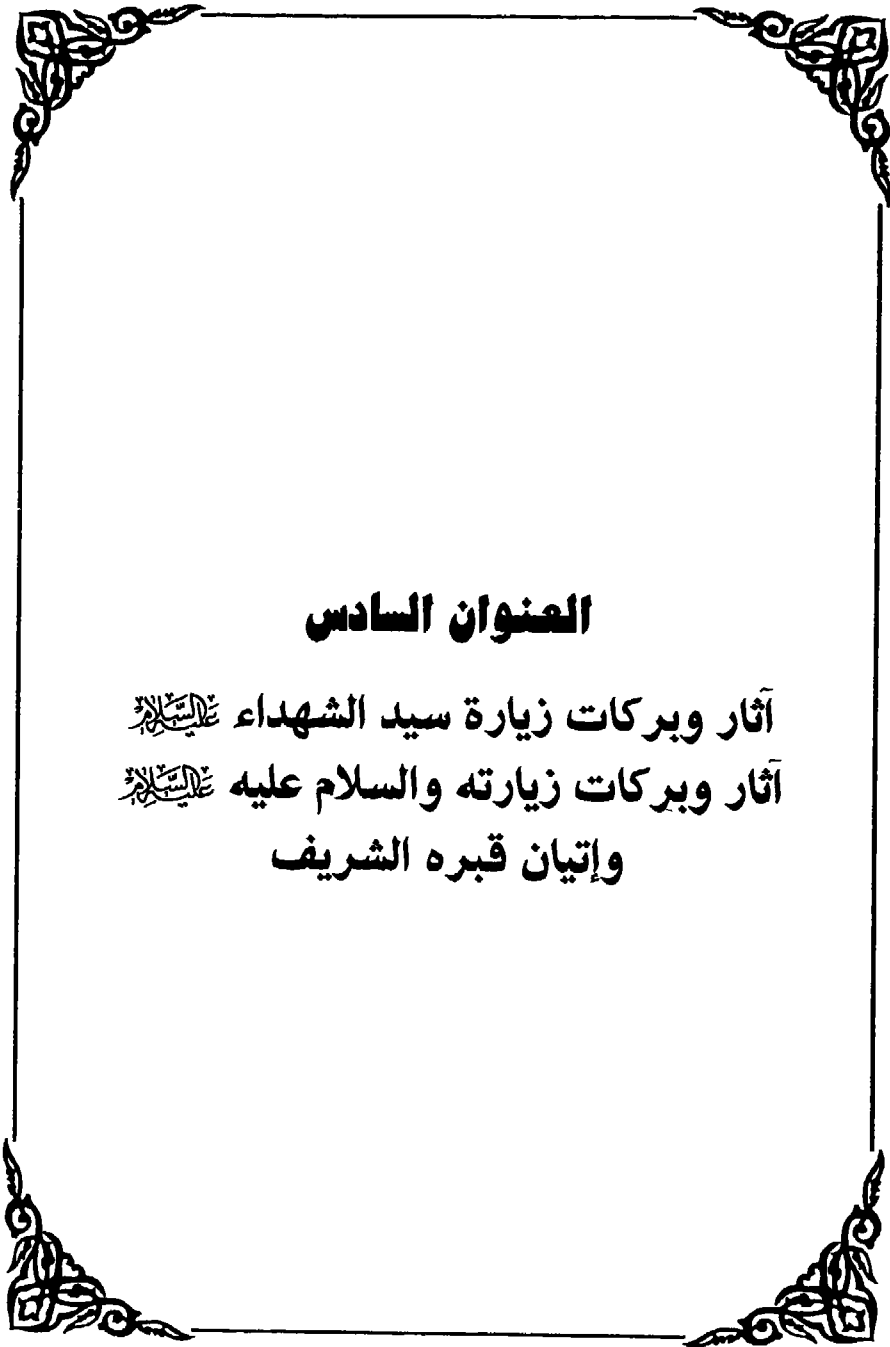 العنوان السادس
آثار وبركات زيارة سيد الشهداء عليه السلام
آثار وبركات زيارته والسلام عليه عليه السلام
وإتيان قبره الشريف